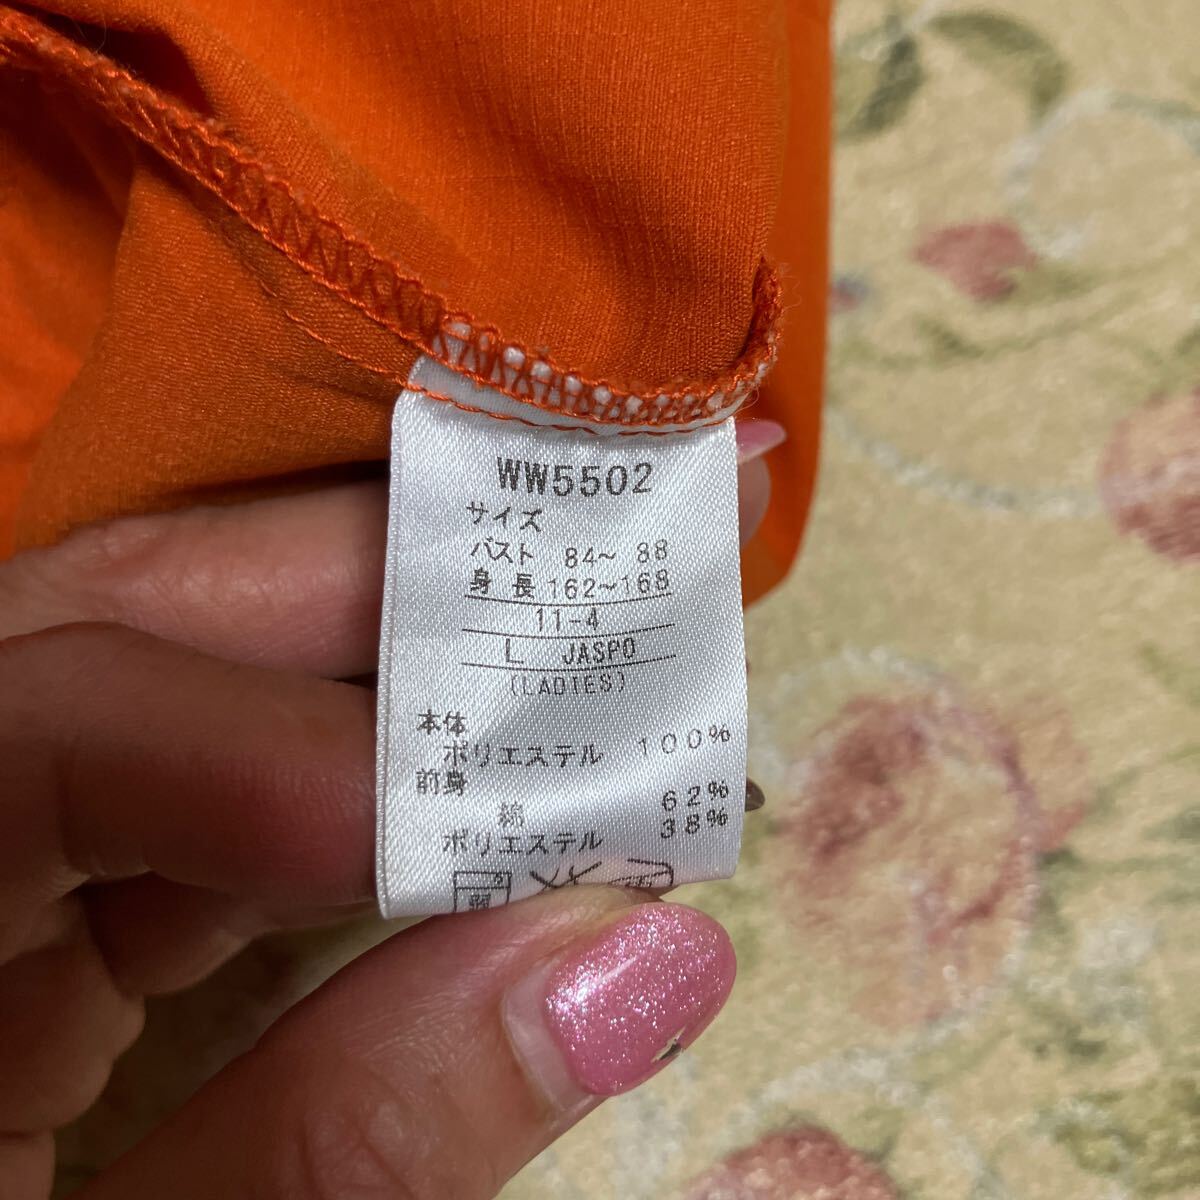 WW5502
サイズ
バスト 84～ 88
身 長 162～168
11-4
L JASPO
(LADIES)
本体
ポリエステル 100%
前身
綿 62%
ポリエステル 38%
弱